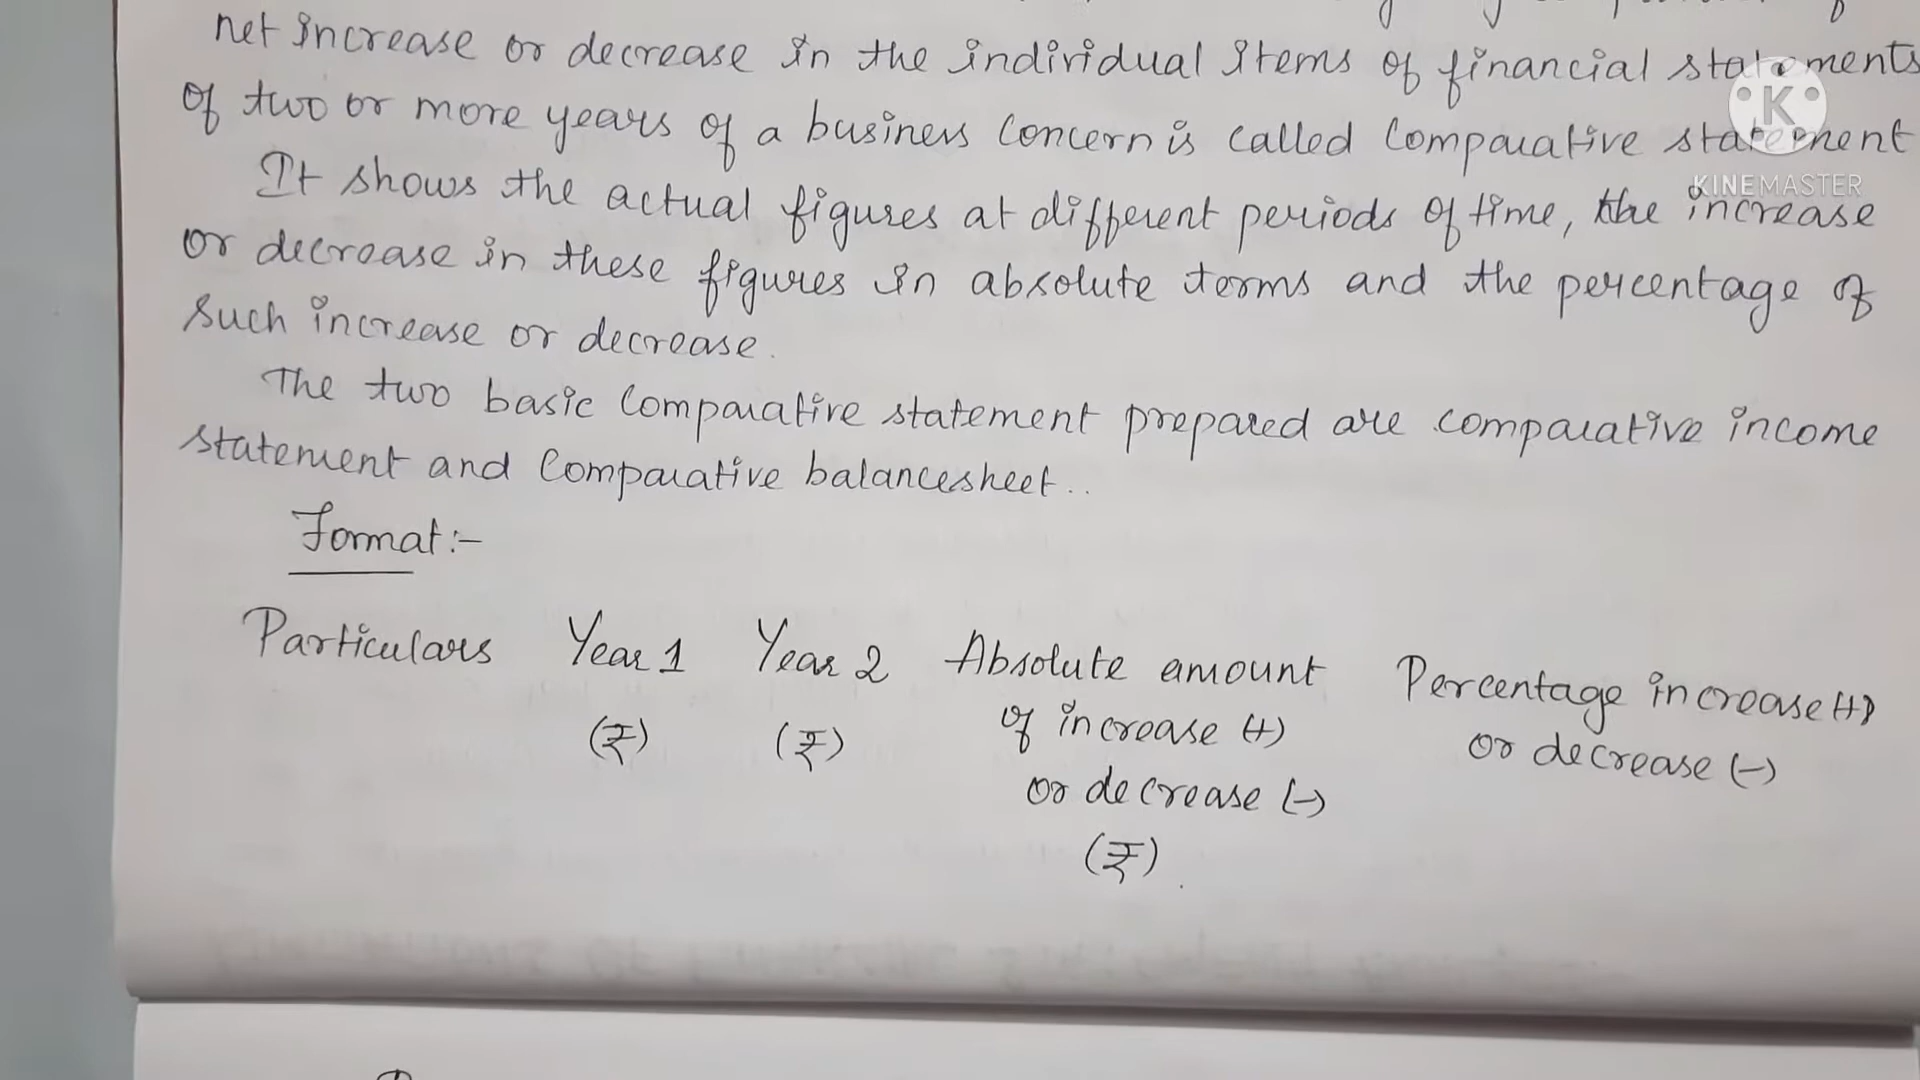 net increase or decrease in the individual items of financial statements
of two or more years of a business concern is called Comparative statement
It shows the actual figures at different periods of time, the increase
or decrease in these figures in absolute terms and the percentage of
such increase or decrease.
The two basic Comparative statement prepared are comparative income
statement and Comparative balancesheet..
Format:-
Particulars Year 1 Year 2 Absolute amount Percentage increase (+)
(₹) (₹) of increase (+) or decrease (-)
or decrease (-)
(₹)
K
KINEMASTER